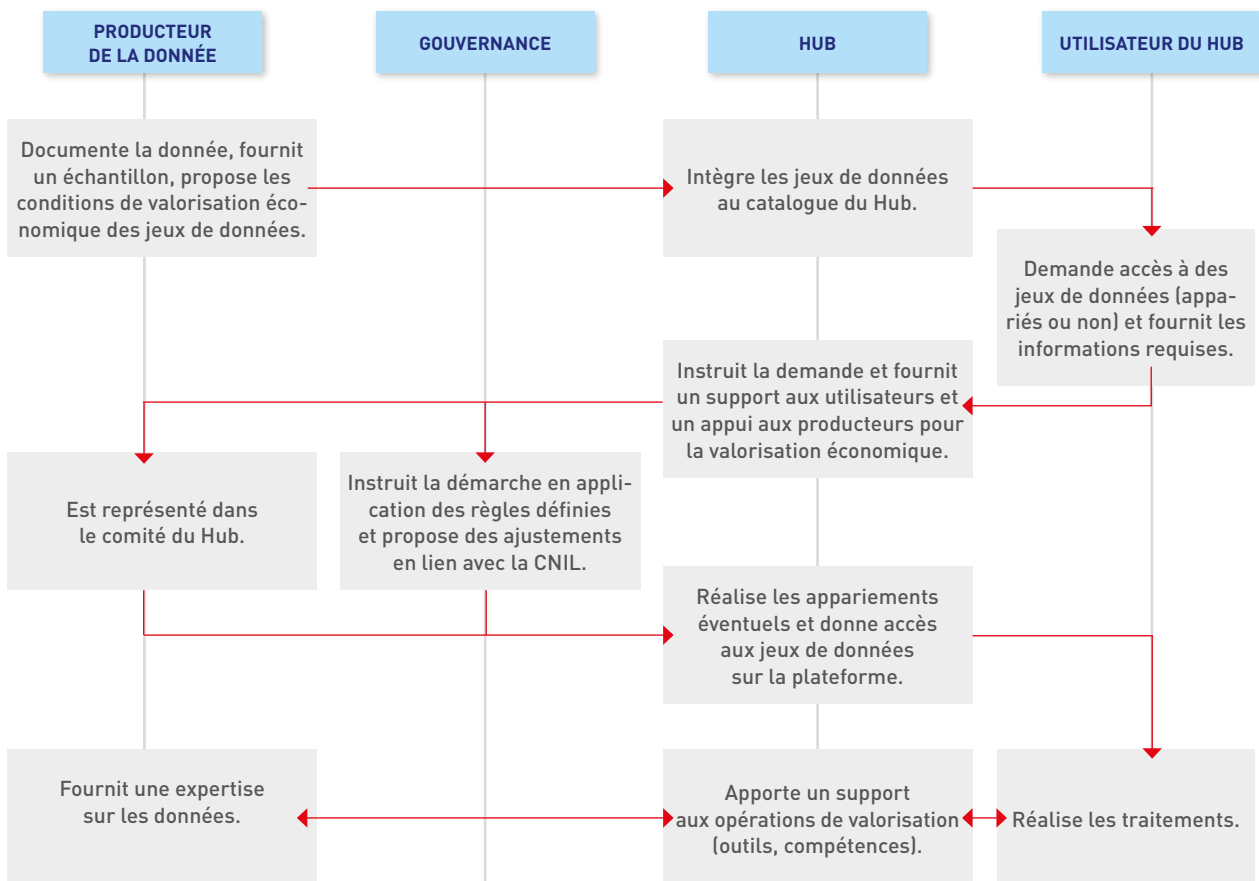 PRODUCTEUR
DE LA DONNÉE
GOUVERNANCE
HUB
UTILISATEUR DU HUB
Documente la donnée, fournit
un échantillon, propose les
conditions de valorisation éco-
nomique des jeux de données.
Intègre les jeux de données
au catalogue du Hub.
Demande accès à des
jeux de données (appa-
riés ou non) et fournit les
informations requises.
Instruit la demande et fournit
un support aux utilisateurs et
un appui aux producteurs pour
la valorisation économique.
Est représenté dans
le comité du Hub.
Instruit la démarche en appli-
cation des règles définies
et propose des ajustements
en lien avec la CNIL.
Réalise les appariements
éventuels et donne accès
aux jeux de données
sur la plateforme.
Fournit une expertise
sur les données.
Apporte un support
aux opérations de valorisation
(outils, compétences).
Réalise les traitements.